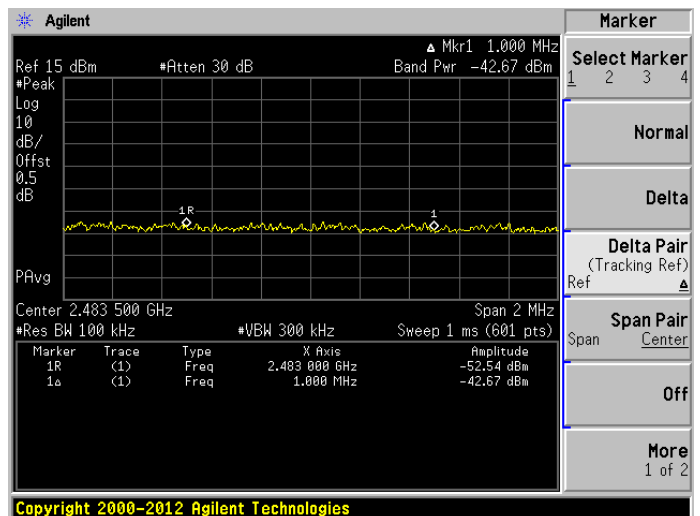 Agilent
Marker
Δ Mkr1 1.000 MHz
Ref 15 dBm #Atten 30 dB Band Pwr -42.67 dBm
#Peak
Log
10
dB/
Offst
0.5
dB
1R
1
PAvg
Center 2.483 500 GHz Span 2 MHz
#Res BW 100 kHz #VBW 300 kHz Sweep 1 ms (601 pts)
Marker Trace Type X Axis Amplitude
1R (1) Freq 2.483 000 GHz -52.54 dBm
1Δ (1) Freq 1.000 MHz -42.67 dBm
Select Marker
1 2 3 4
Normal
Delta
Delta Pair
(Tracking Ref)
Ref Δ
Span Pair
Span Center
Off
More
1 of 2
Copyright 2000-2012 Agilent Technologies